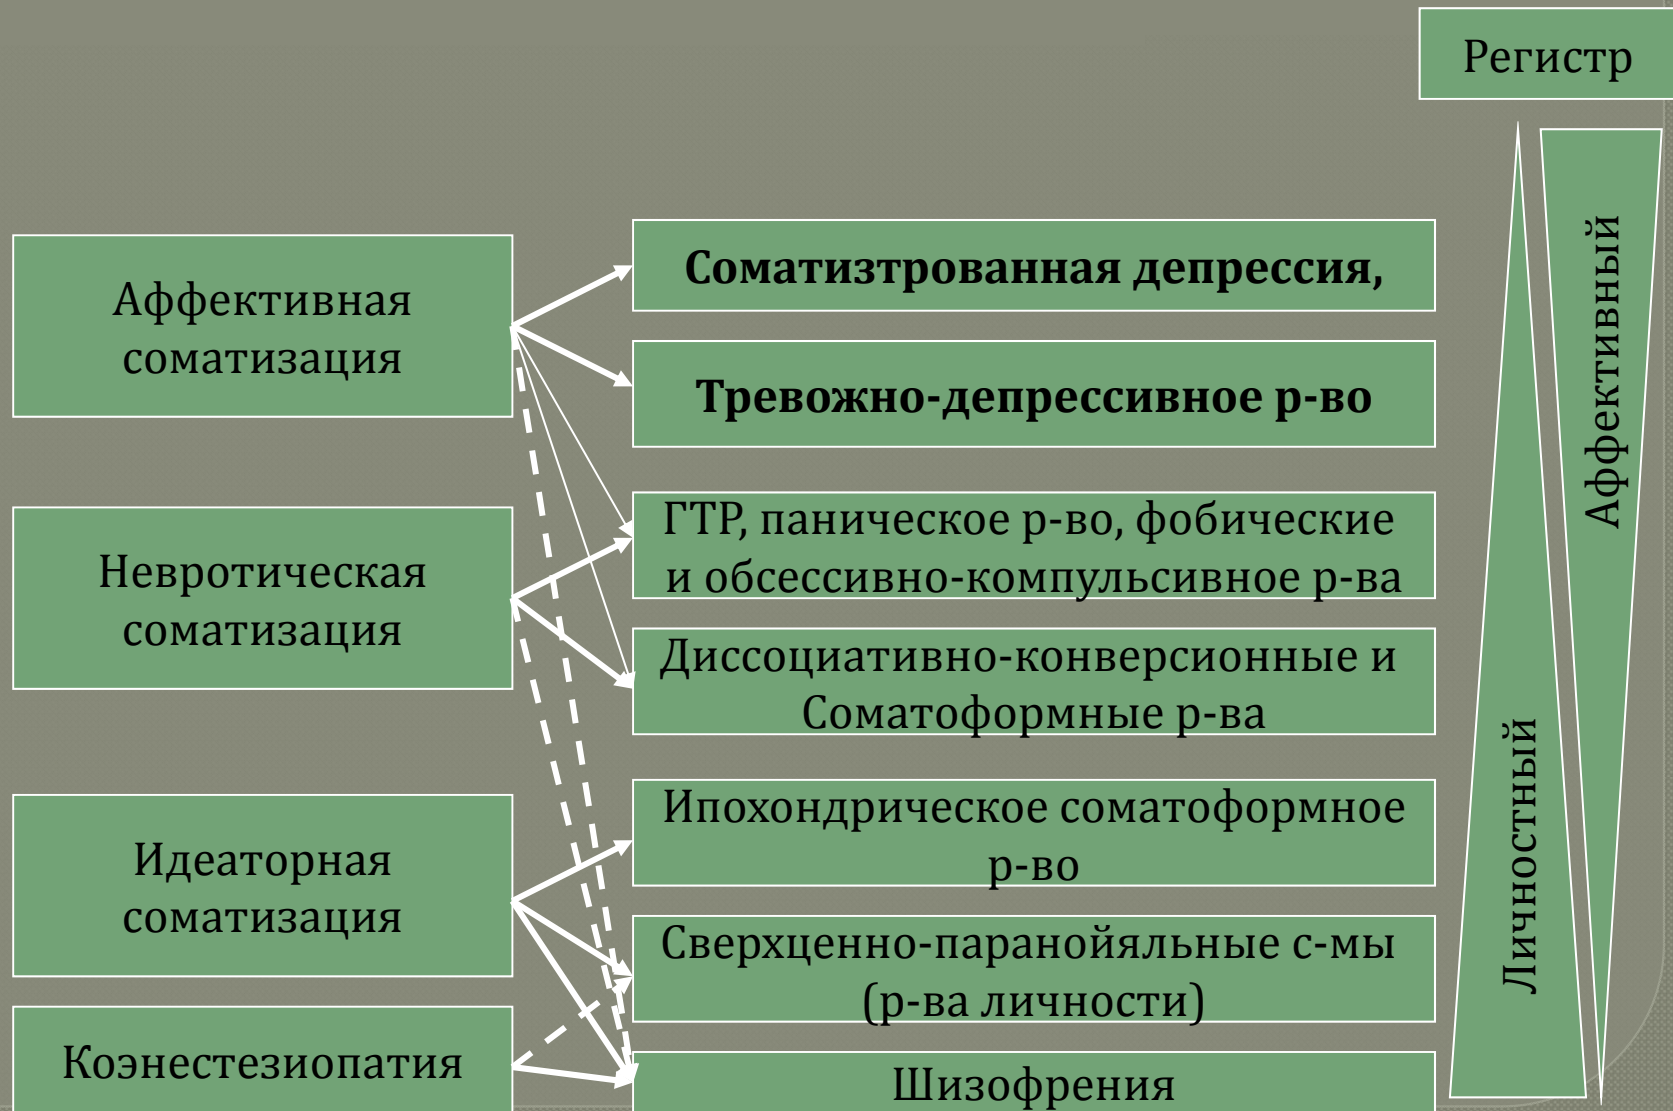 Регистр
Аффективная
соматизация
Невротическая
соматизация
Идеаторная
соматизация
Коэнестезиопатия
Соматизтрованная депрессия,
Тревожно-депрессивное р-во
ГТР, паническое р-во, фобические
и обсессивно-компульсивное р-ва
Диссоциативно-конверсионные и
Соматоформные р-ва
Ипохондрическое соматоформное
р-во
Сверхценно-паранойяльные с-мы
(р-ва личности)
Шизофрения
Личностный
Аффективный